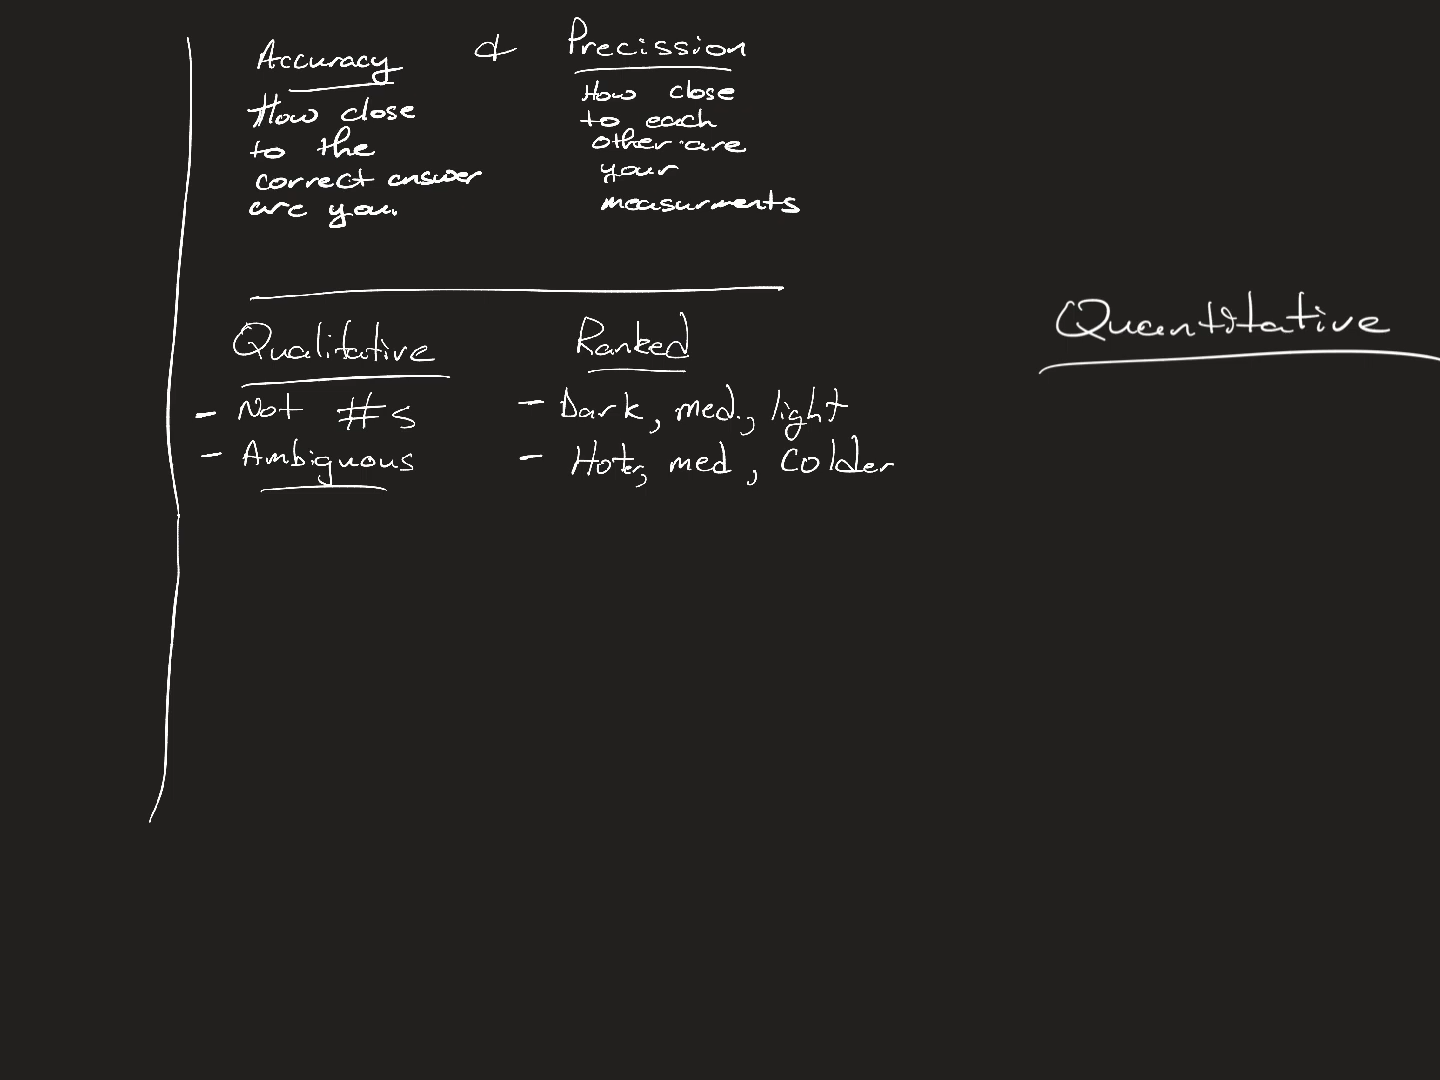 Accuracy & Precission
How close
to the
correct answer
are you.
How close
to each
other are
your
measurments
Qualitative
- Not #s
- Ambiguous
Ranked
- Dark, med., light
- Hoter, med, Colder
Quantitative